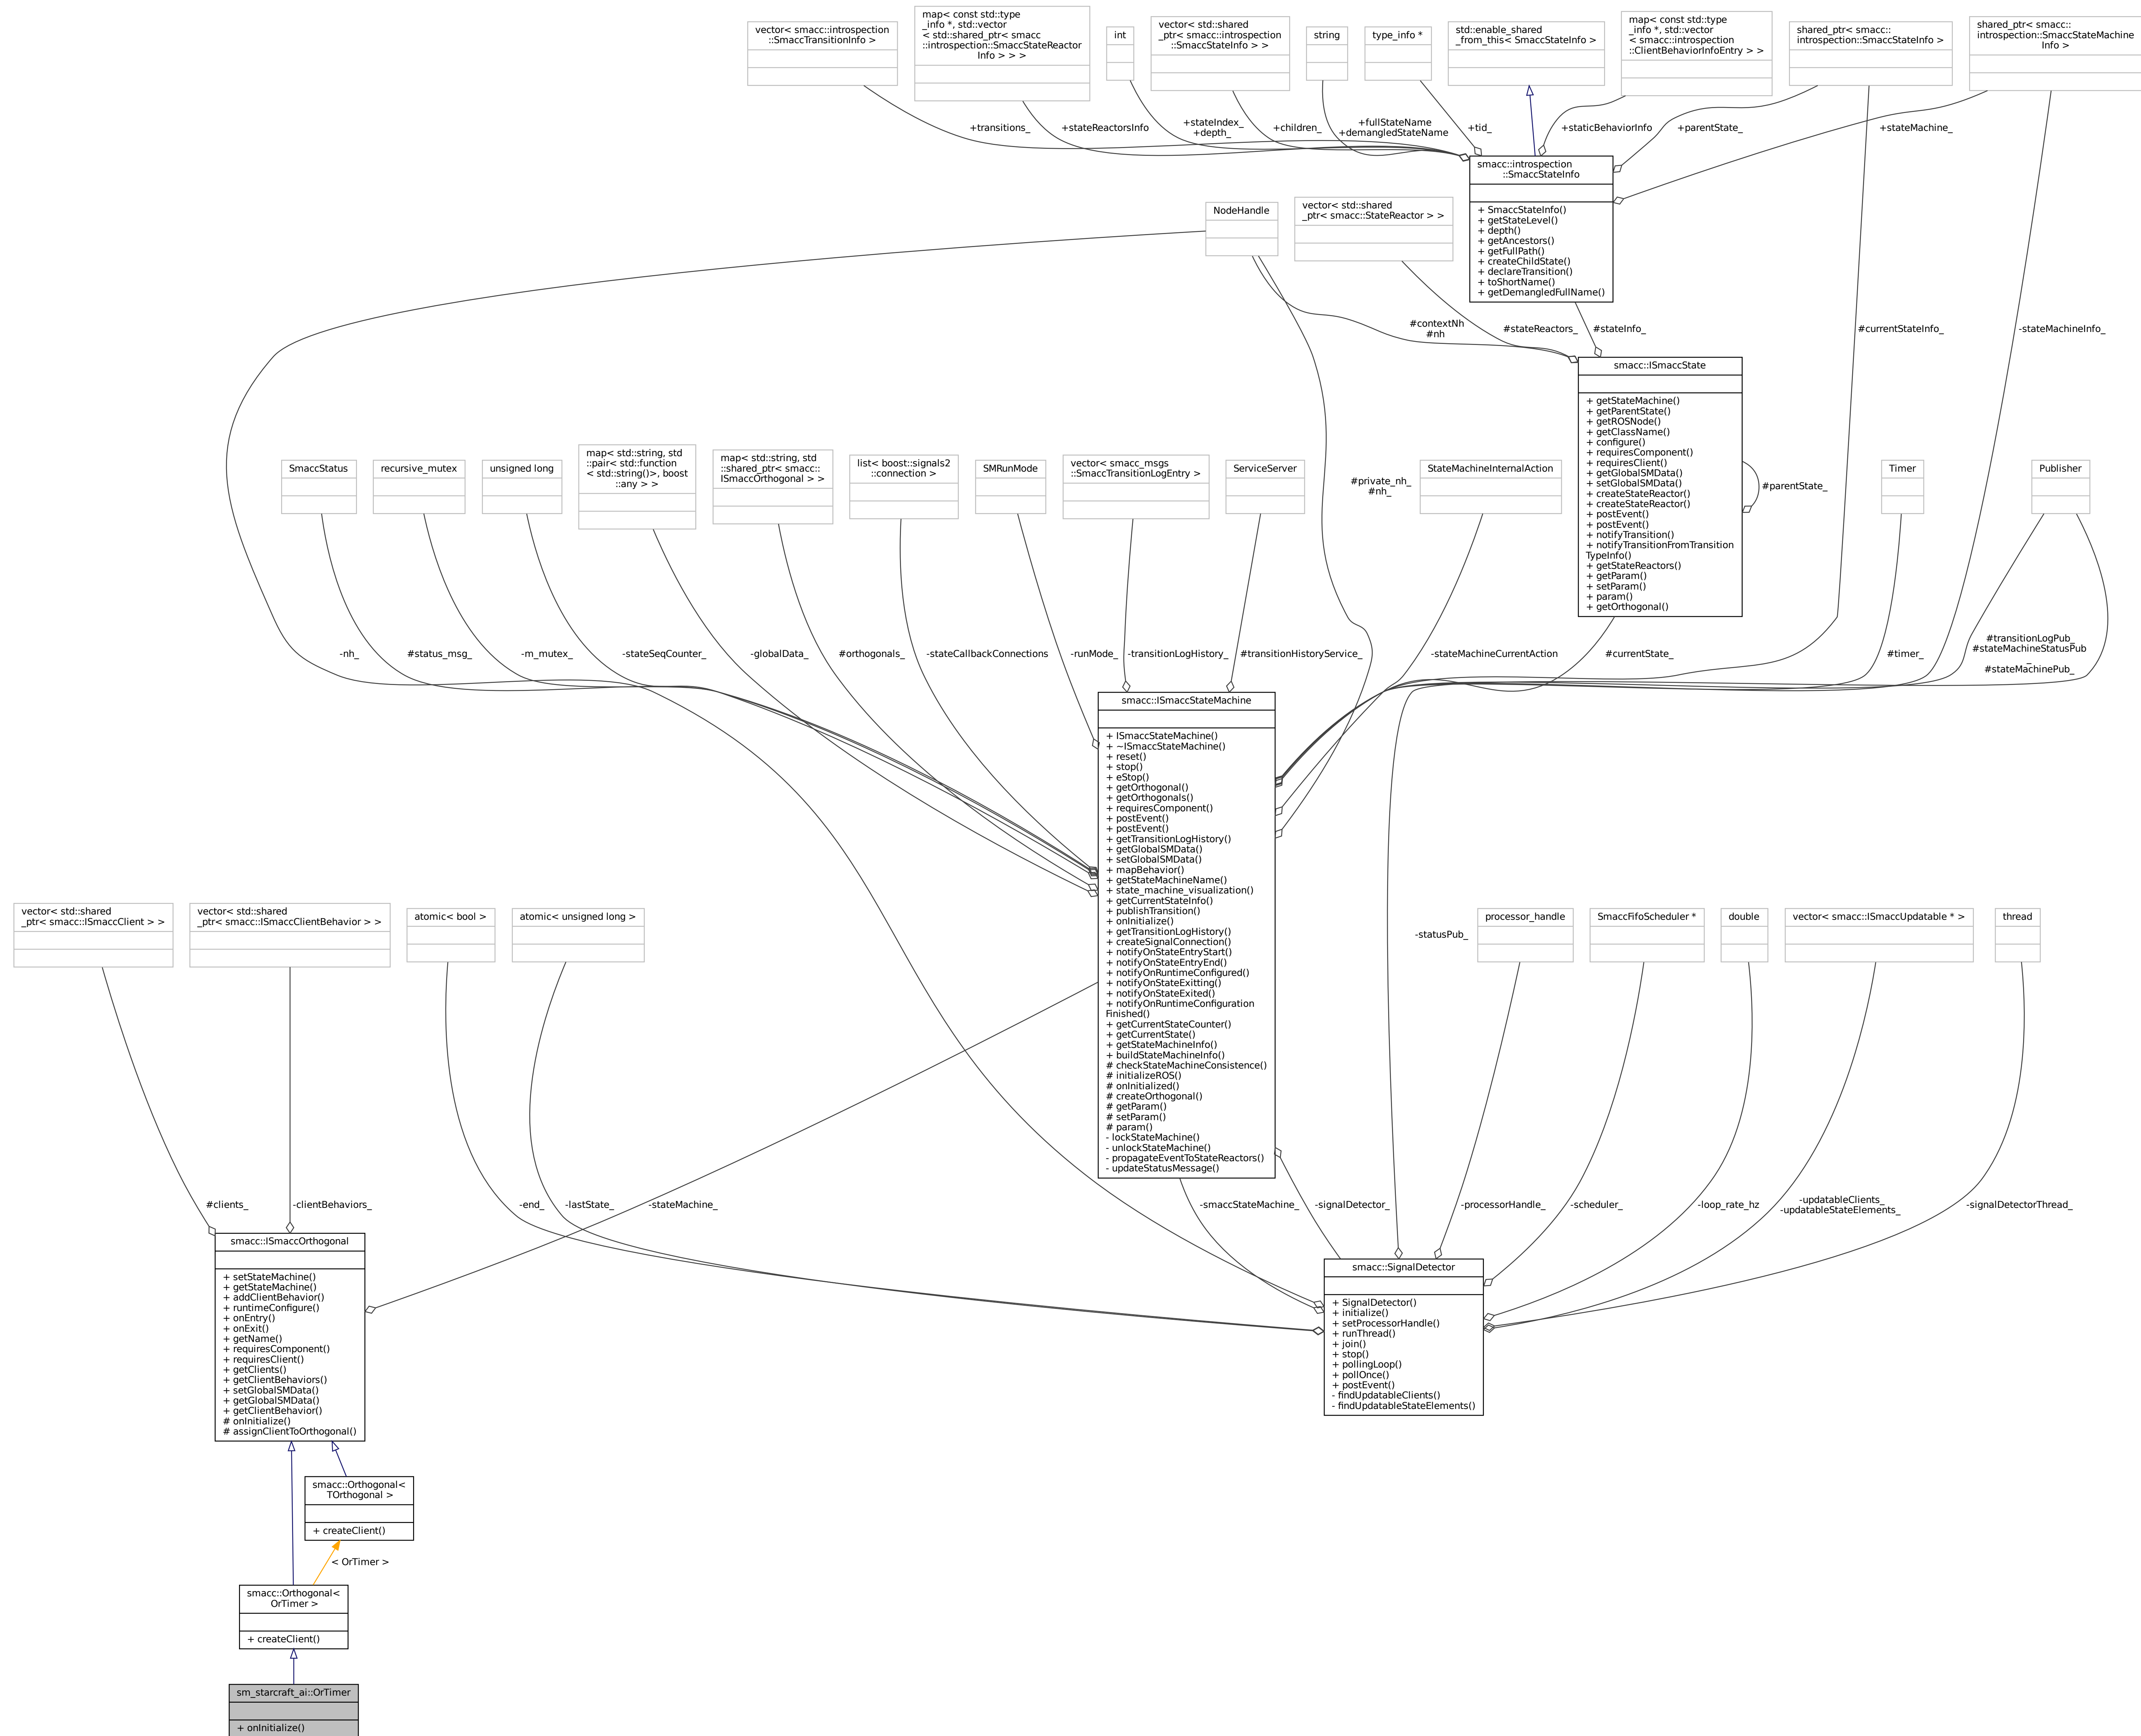 vector< smacc::introspection
::SmaccTransitionInfo >
map< const std::type
_info *, std::vector
< std::shared_ptr< smacc
::introspection::SmaccStateReactor
Info > > >
int
vector< std::shared
_ptr< smacc::introspection
::SmaccStateInfo > >
string
type_info *
std::enable_shared
_from_this< SmaccStateInfo >
map< const std::type
_info *, std::vector
< smacc::introspection
::ClientBehaviorInfoEntry > >
shared_ptr< smacc::
introspection::SmaccStateInfo >
shared_ptr< smacc::
introspection::SmaccStateMachine
Info >
+transitions_
+stateReactorsInfo
+stateIndex_
+depth_
+children_
+fullStateName
+demangledStateName
+tid_
+staticBehaviorInfo
+parentState_
+stateMachine_
smacc::introspection
::SmaccStateInfo
+ SmaccStateInfo()
+ getStateLevel()
+ depth()
+ getAncestors()
+ getFullPath()
+ createChildState()
+ declareTransition()
+ toShortName()
+ getDemangledFullName()
NodeHandle
vector< std::shared
_ptr< smacc::StateReactor > >
#contextNh
#nh
#stateReactors_
#stateInfo_
#currentStateInfo_
-stateMachineInfo_
smacc::ISmaccState
+ getStateMachine()
+ getParentState()
+ getROSNode()
+ getClassName()
+ configure()
+ requiresComponent()
+ requiresClient()
+ getGlobalSMData()
+ setGlobalSMData()
+ createStateReactor()
+ createStateReactor()
+ postEvent()
+ postEvent()
+ notifyTransition()
+ notifyTransitionFromTransition
TypeInfo()
+ getStateReactors()
+ getParam()
+ setParam()
+ param()
+ getOrthogonal()
#parentState_
SmaccStatus
recursive_mutex
unsigned long
map< std::string, std
::pair< std::function
< std::string()>, boost
::any > >
map< std::string, std
::shared_ptr< smacc::
ISmaccOrthogonal > >
list< boost::signals2
::connection >
SMRunMode
vector< smacc_msgs
::SmaccTransitionLogEntry >
ServiceServer
#private_nh_
#nh_
StateMachineInternalAction
Timer
Publisher
-nh_
#status_msg_
-m_mutex_
-stateSeqCounter_
-globalData_
#orthogonals_
-stateCallbackConnections
-runMode_
-transitionLogHistory_
#transitionHistoryService_
-stateMachineCurrentAction
#currentState_
#timer_
#transitionLogPub_
#stateMachineStatusPub
_
#stateMachinePub_
smacc::ISmaccStateMachine
+ ISmaccStateMachine()
+ ~ISmaccStateMachine()
+ reset()
+ stop()
+ eStop()
+ getOrthogonal()
+ getOrthogonals()
+ requiresComponent()
+ postEvent()
+ postEvent()
+ getTransitionLogHistory()
+ getGlobalSMData()
+ setGlobalSMData()
+ mapBehavior()
+ getStateMachineName()
+ state_machine_visualization()
+ getCurrentStateInfo()
+ publishTransition()
+ onInitialize()
+ getTransitionLogHistory()
+ createSignalConnection()
+ notifyOnStateEntryStart()
+ notifyOnStateEntryEnd()
+ notifyOnRuntimeConfigured()
+ notifyOnStateExitting()
+ notifyOnStateExited()
+ notifyOnRuntimeConfiguration
Finished()
+ getCurrentStateCounter()
+ getCurrentState()
+ getStateMachineInfo()
+ buildStateMachineInfo()
# checkStateMachineConsistence()
# initializeROS()
# onInitialized()
# createOrthogonal()
# getParam()
# setParam()
# param()
- lockStateMachine()
- unlockStateMachine()
- propagateEventToStateReactors()
- updateStatusMessage()
vector< std::shared
_ptr< smacc::ISmaccClient > >
vector< std::shared
_ptr< smacc::ISmaccClientBehavior > >
atomic< bool >
atomic< unsigned long >
-statusPub_
processor_handle
SmaccFifoScheduler *
double
vector< smacc::ISmaccUpdatable * >
thread
#clients_
-clientBehaviors_
-end_
-lastState_
-stateMachine_
-smaccStateMachine_
-signalDetector_
-processorHandle_
-scheduler_
-loop_rate_hz
-updatableClients_
-updatableStateElements_
-signalDetectorThread_
smacc::ISmaccOrthogonal
+ setStateMachine()
+ getStateMachine()
+ addClientBehavior()
+ runtimeConfigure()
+ onEntry()
+ onExit()
+ getName()
+ requiresComponent()
+ requiresClient()
+ getClients()
+ getClientBehaviors()
+ setGlobalSMData()
+ getGlobalSMData()
+ getClientBehavior()
# onInitialize()
# assignClientToOrthogonal()
smacc::SignalDetector
+ SignalDetector()
+ initialize()
+ setProcessorHandle()
+ runThread()
+ join()
+ stop()
+ pollingLoop()
+ pollOnce()
+ postEvent()
- findUpdatableClients()
- findUpdatableStateElements()
smacc::Orthogonal<
TOrthogonal >
+ createClient()
< OrTimer >
smacc::Orthogonal<
OrTimer >
+ createClient()
sm_starcraft_ai::OrTimer
+ onInitialize()